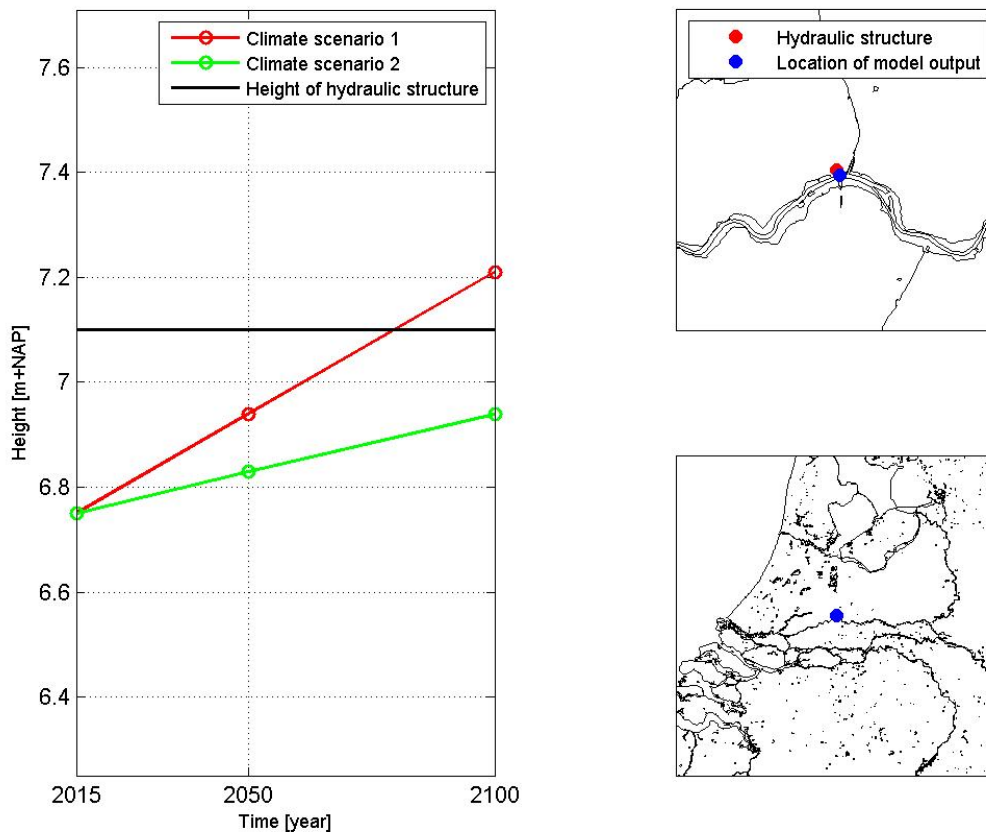 Climate scenario 1
Climate scenario 2
Height of hydraulic structure
7.6
7.4
7.2
7
6.8
6.6
6.4
Height [m+NAP]
2015 2050 2100
Time [year]
Hydraulic structure
Location of model output